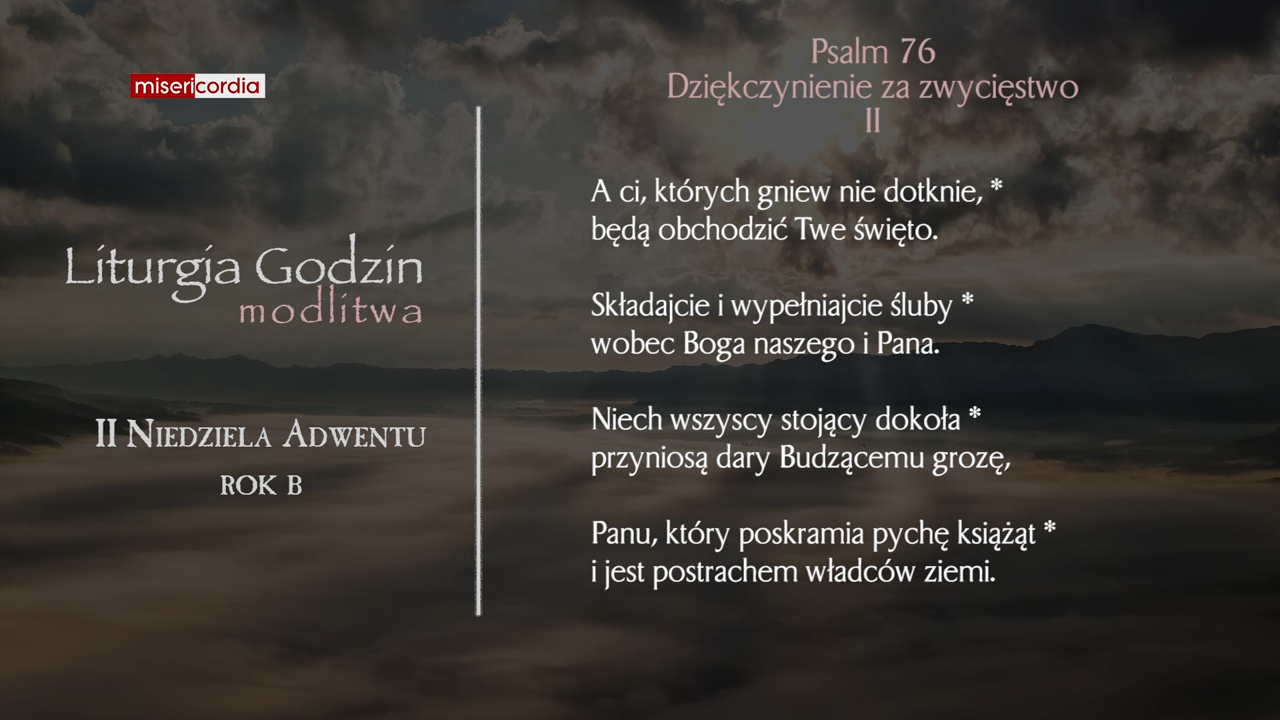 misericordia
Liturgia Godzin
modlitwa
II Niedziela Adwentu
rok B
Psalm 76
Dziękczynienie za zwycięstwo
II
A ci, których gniew nie dotknie, *
będą obchodzić Twe święto.
Składajcie i wypełniajcie śluby *
wobec Boga naszego i Pana.
Niech wszyscy stojący dokoła *
przyniosą dary Budzącemu grozę,
Panu, który poskramia pychę książąt *
i jest postrachem władców ziemi.